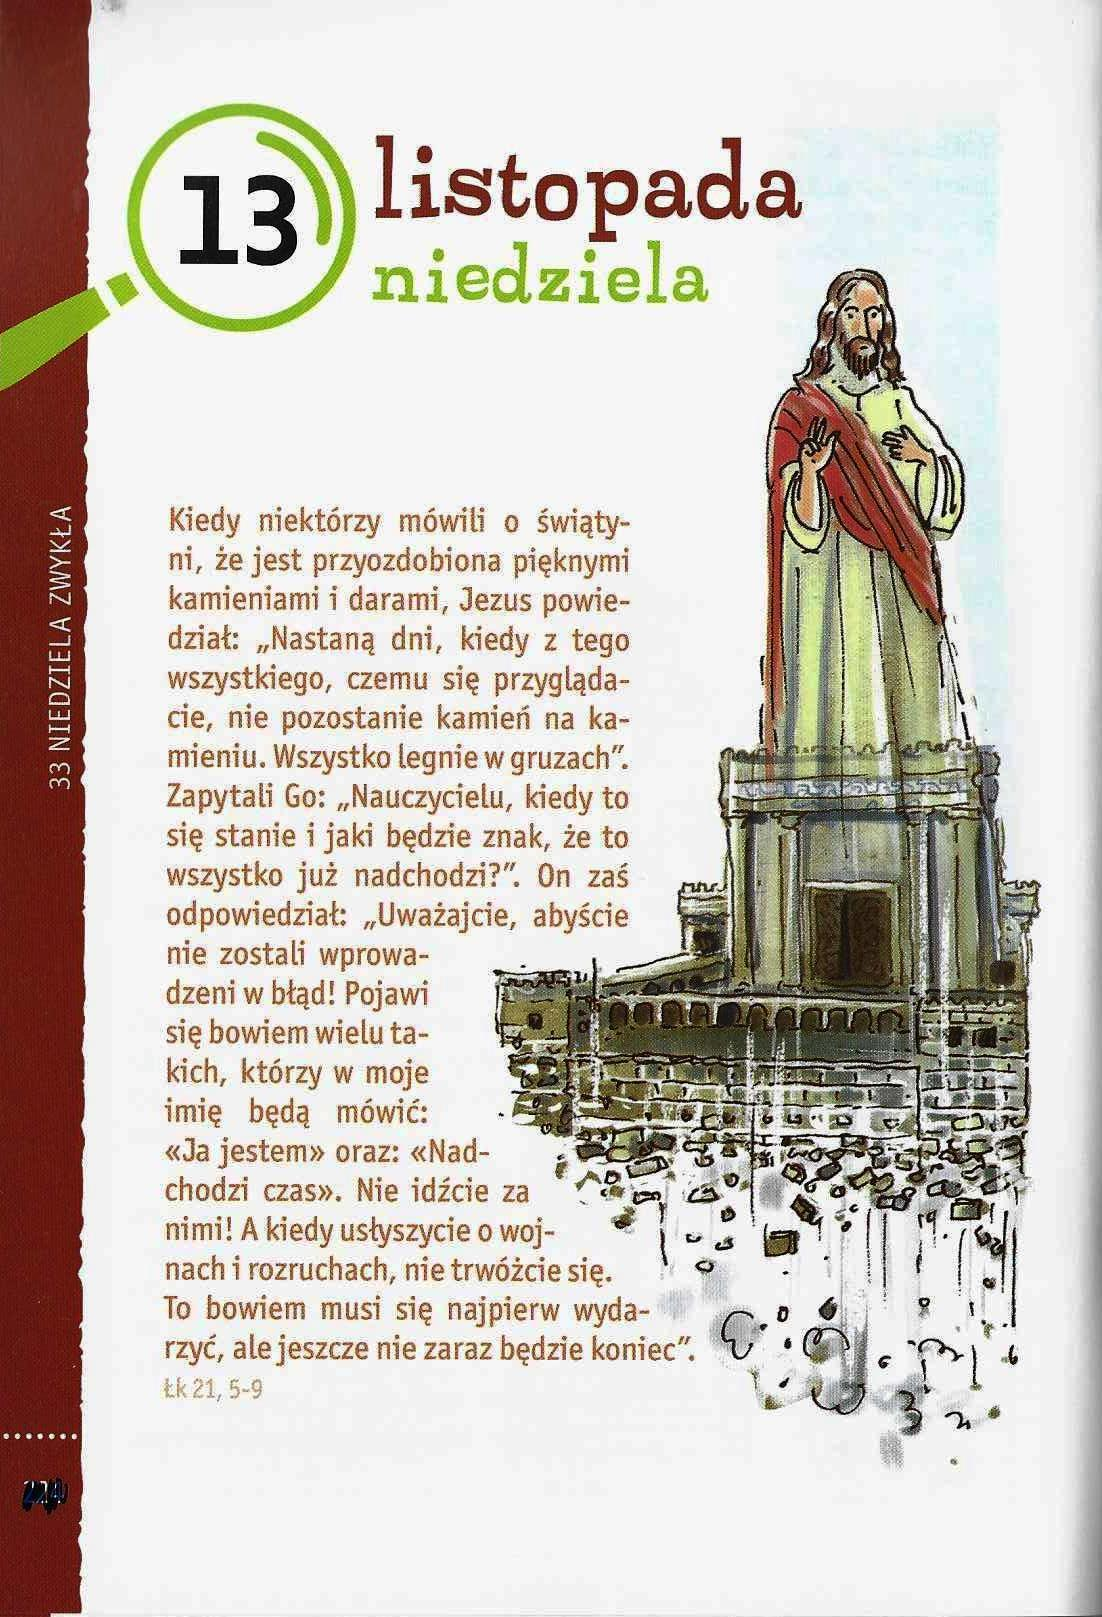 13
listopada
niedziela
33 NIEDZIELA ZWYKŁA
Kiedy niektórzy mówili o świąty-
ni, że jest przyozdobiona pięknymi
kamieniami i darami, Jezus powie-
dział: „Nastaną dni, kiedy z tego
wszystkiego, czemu się przygląda-
cie, nie pozostanie kamień na ka-
mieniu. Wszystko legnie w gruzach”.
Zapytali Go: „Nauczycielu, kiedy to
się stanie i jaki będzie znak, że to
wszystko już nadchodzi?”. On zaś
odpowiedział: „Uważajcie, abyście
nie zostali wprowa-
dzeni w błąd! Pojawi
się bowiem wielu ta-
kich, którzy w moje
imię będą mówić:
«Ja jestem» oraz: «Nad-
chodzi czas». Nie idźcie za
nimi! A kiedy usłyszycie o woj-
nach i rozruchach, nie trwóżcie się.
To bowiem musi się najpierw wyda-
rzyć, ale jeszcze nie zaraz będzie koniec”.
Łk 21, 5-9